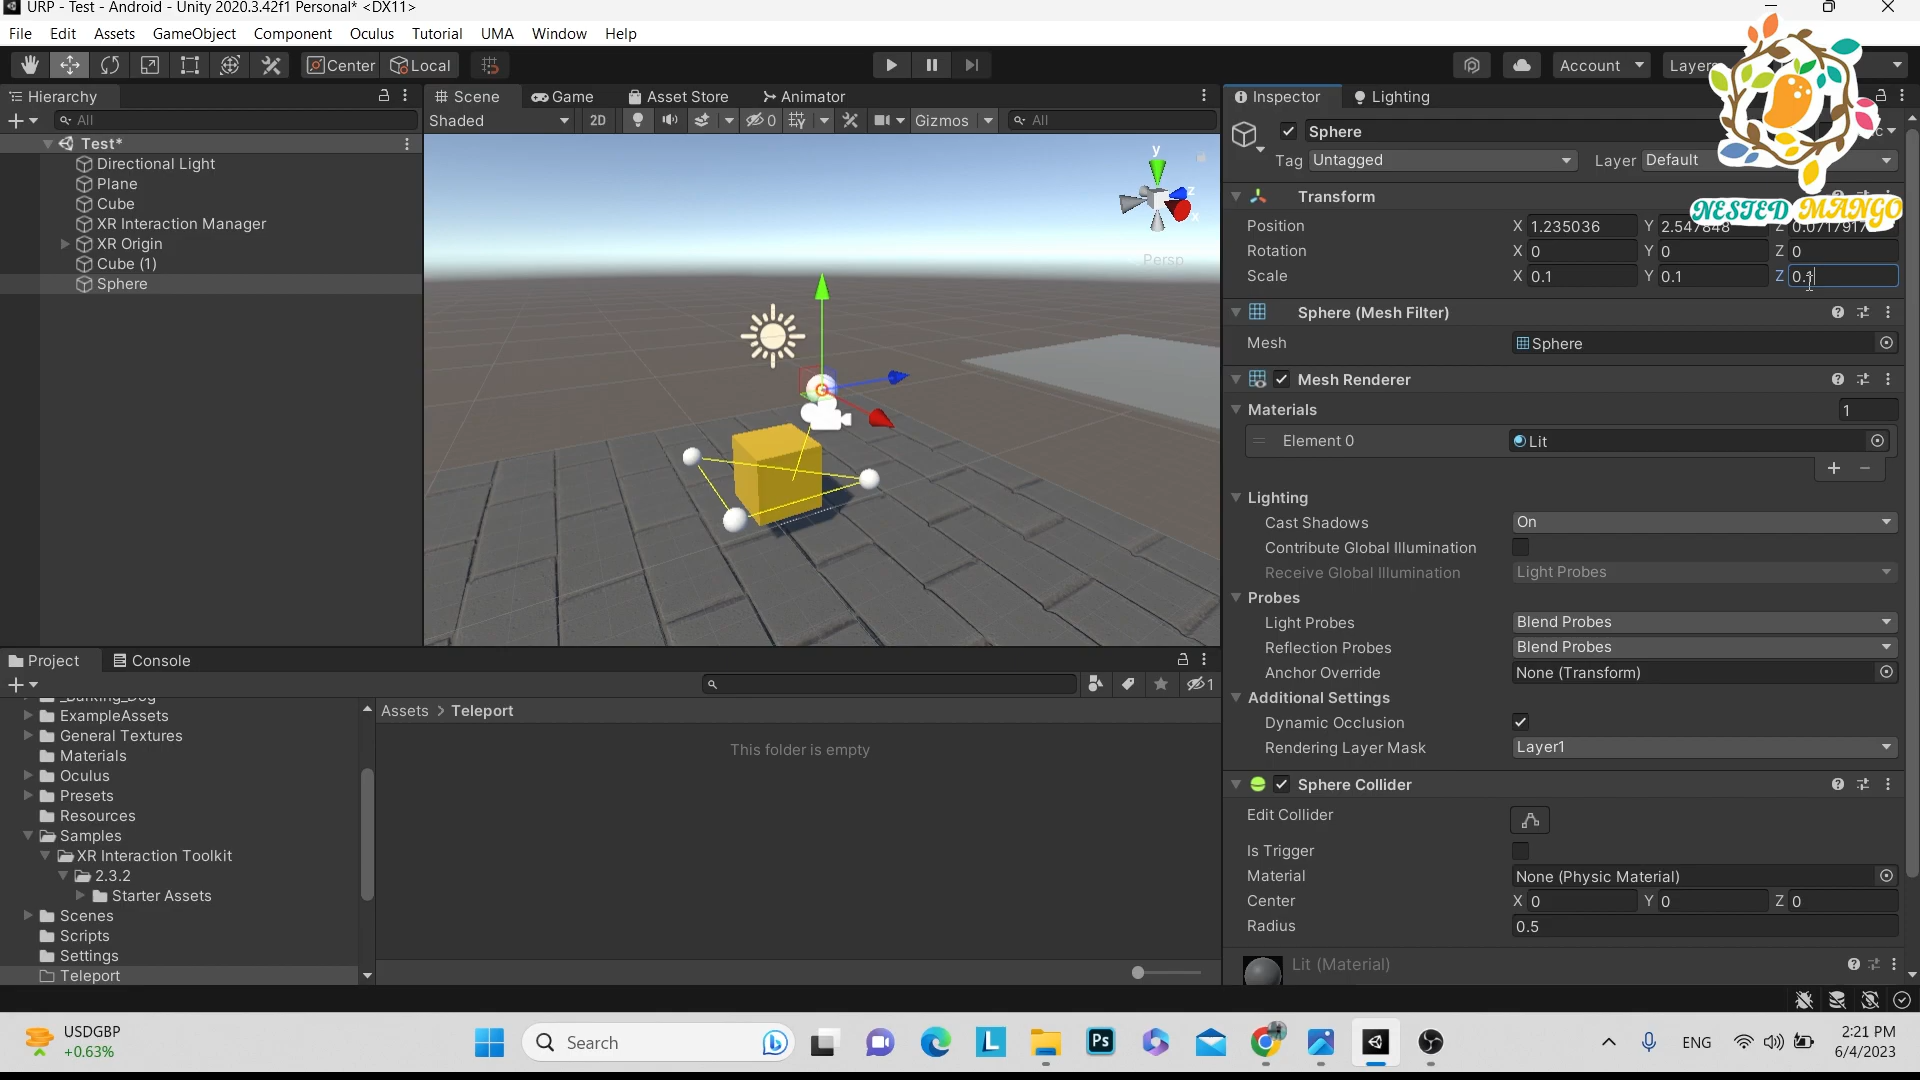 URP - Test - Android - Unity 2020.3.42f1 Personal* <DX11>
File Edit Assets GameObject Component Oculus Tutorial UMA Window Help
Center Local Account Layers
Hierarchy
All
Test*
Directional Light
Plane
Cube
XR Interaction Manager
XR Origin
Cube (1)
Sphere
Scene Game Asset Store Animator
Shaded 2D 0 Gizmos All
y
z
x
Persp
Inspector Lighting
Sphere
Tag Untagged Layer Default
NESTED MANGO
Transform
Position X 1.235036 Y 2.547848 Z 0.0717917
Rotation X 0 Y 0 Z 0
Scale X 0.1 Y 0.1 Z 0.1
Sphere (Mesh Filter)
Mesh Sphere
Mesh Renderer
Materials 1
Element 0 Lit
Lighting
Cast Shadows On
Contribute Global Illumination
Receive Global Illumination Light Probes
Probes
Light Probes Blend Probes
Reflection Probes Blend Probes
Anchor Override None (Transform)
Additional Settings
Dynamic Occlusion
Rendering Layer Mask Layer1
Sphere Collider
Edit Collider
Is Trigger
Material None (Physic Material)
Center X 0 Y 0 Z 0
Radius 0.5
Lit (Material)
Project Console
1
_Barking_Dog
ExampleAssets
General Textures
Materials
Oculus
Presets
Resources
Samples
XR Interaction Toolkit
2.3.2
Starter Assets
Scenes
Scripts
Settings
Teleport
Assets > Teleport
This folder is empty
USDGBP
+0.63%
Search
L
Ps
ENG
2:21 PM
6/4/2023